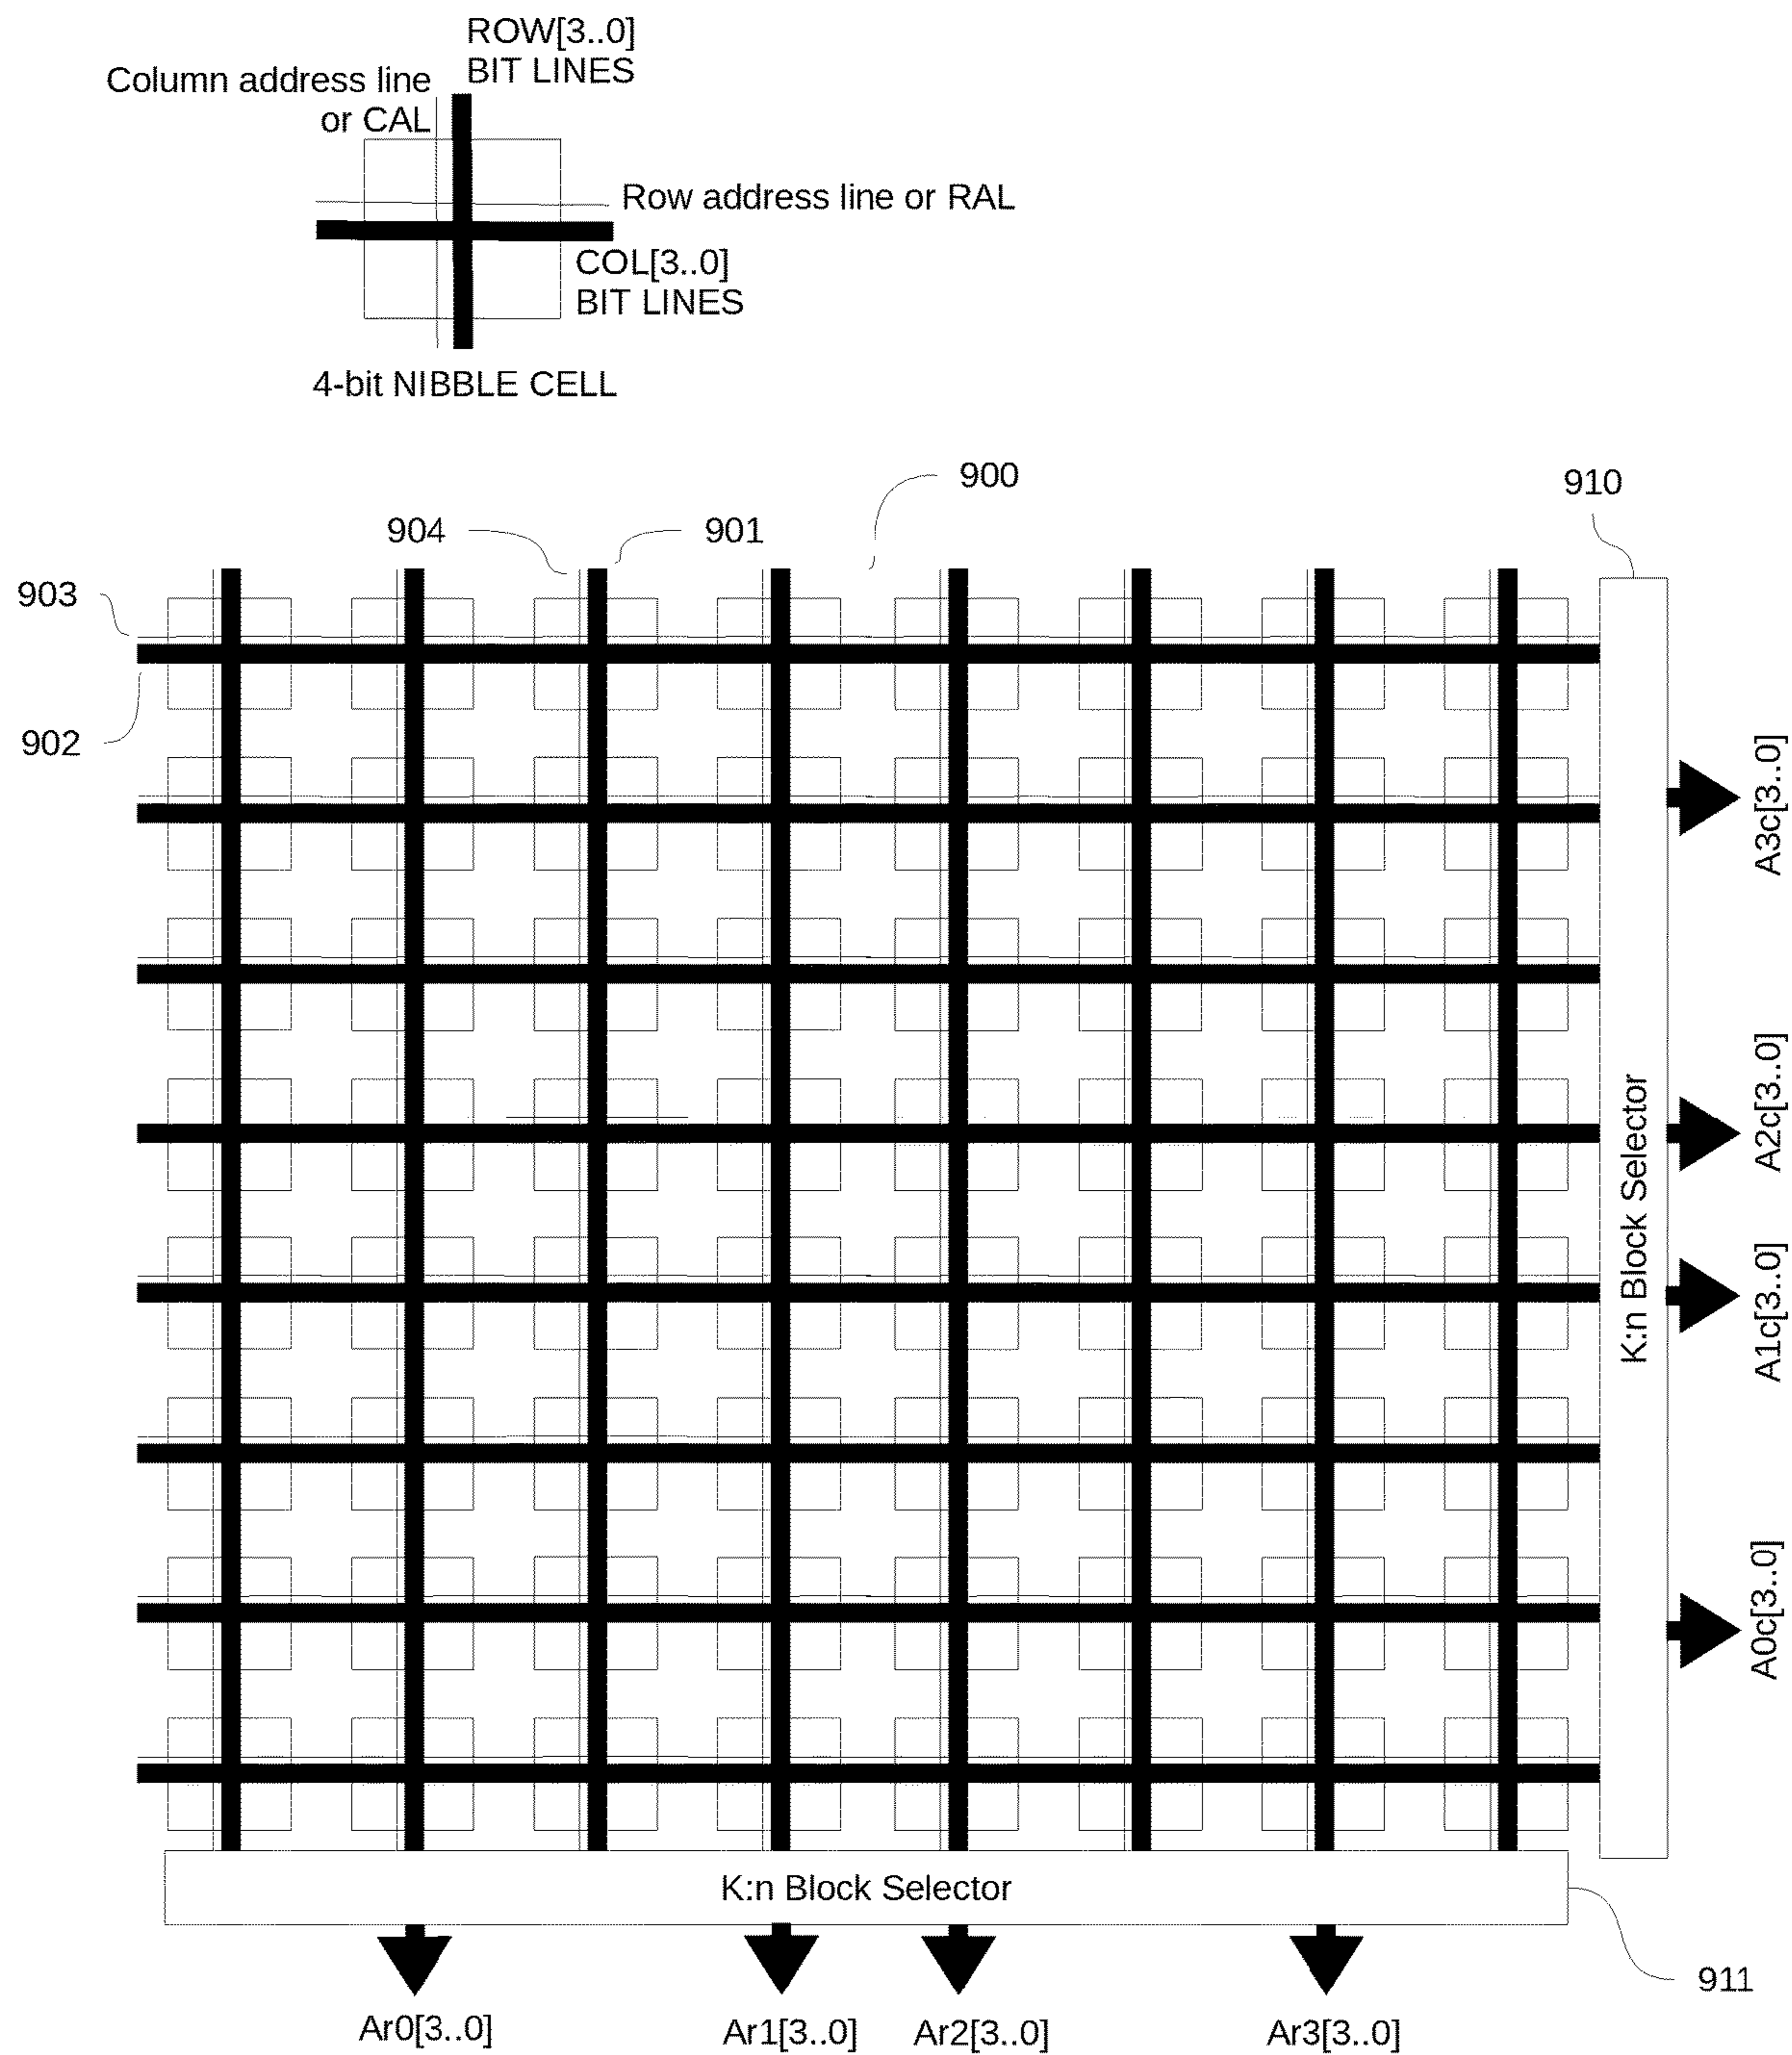 ROW[3..0]
BIT LINES
Column address line
or CAL
Row address line or RAL
COL[3..0]
BIT LINES
4-bit NIBBLE CELL
900
910
904
901
903
902
A3c[3..0]
A2c[3..0]
K:n Block Selector
A1c[3..0]
A0c[3..0]
K:n Block Selector
911
Ar0[3..0]
Ar1[3..0]
Ar2[3..0]
Ar3[3..0]